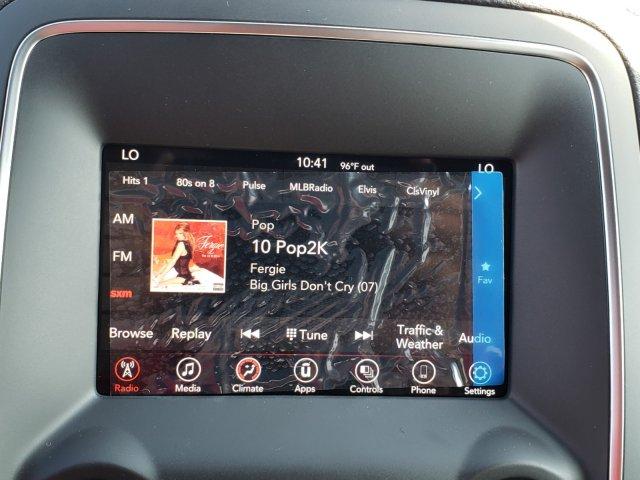 LO 10:41 96°F out LO
Hits 1 80s on 8 Pulse MLBRadio Elvis ClsVinyl
AM
FM
sxm
Fergie
Pop
10 Pop2K
Fergie
Big Girls Don't Cry (07)
Fav
Browse Replay Tune Traffic & Weather Audio
Radio Media Climate Apps Controls Phone Settings